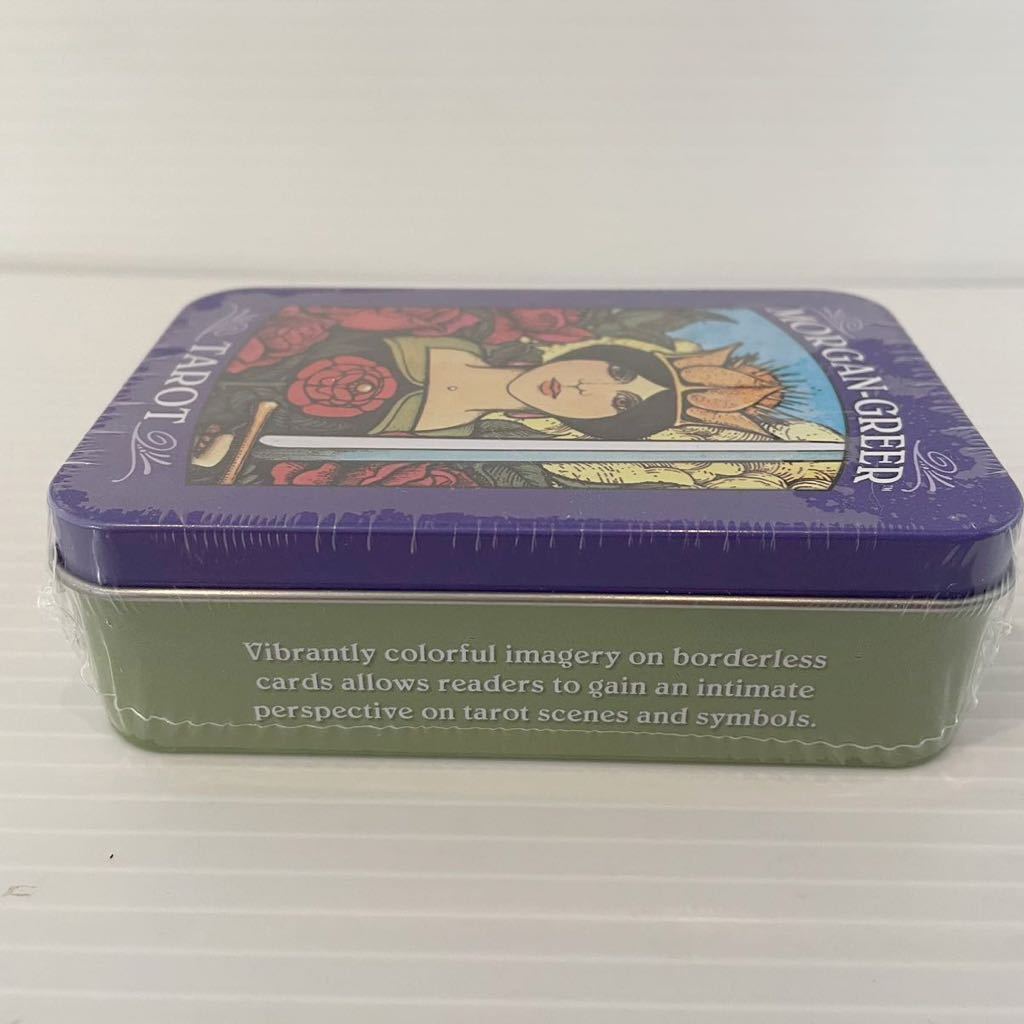 MORGAN-GREER™
TAROT
Vibrantly colorful imagery on borderless
cards allows readers to gain an intimate
perspective on tarot scenes and symbols.